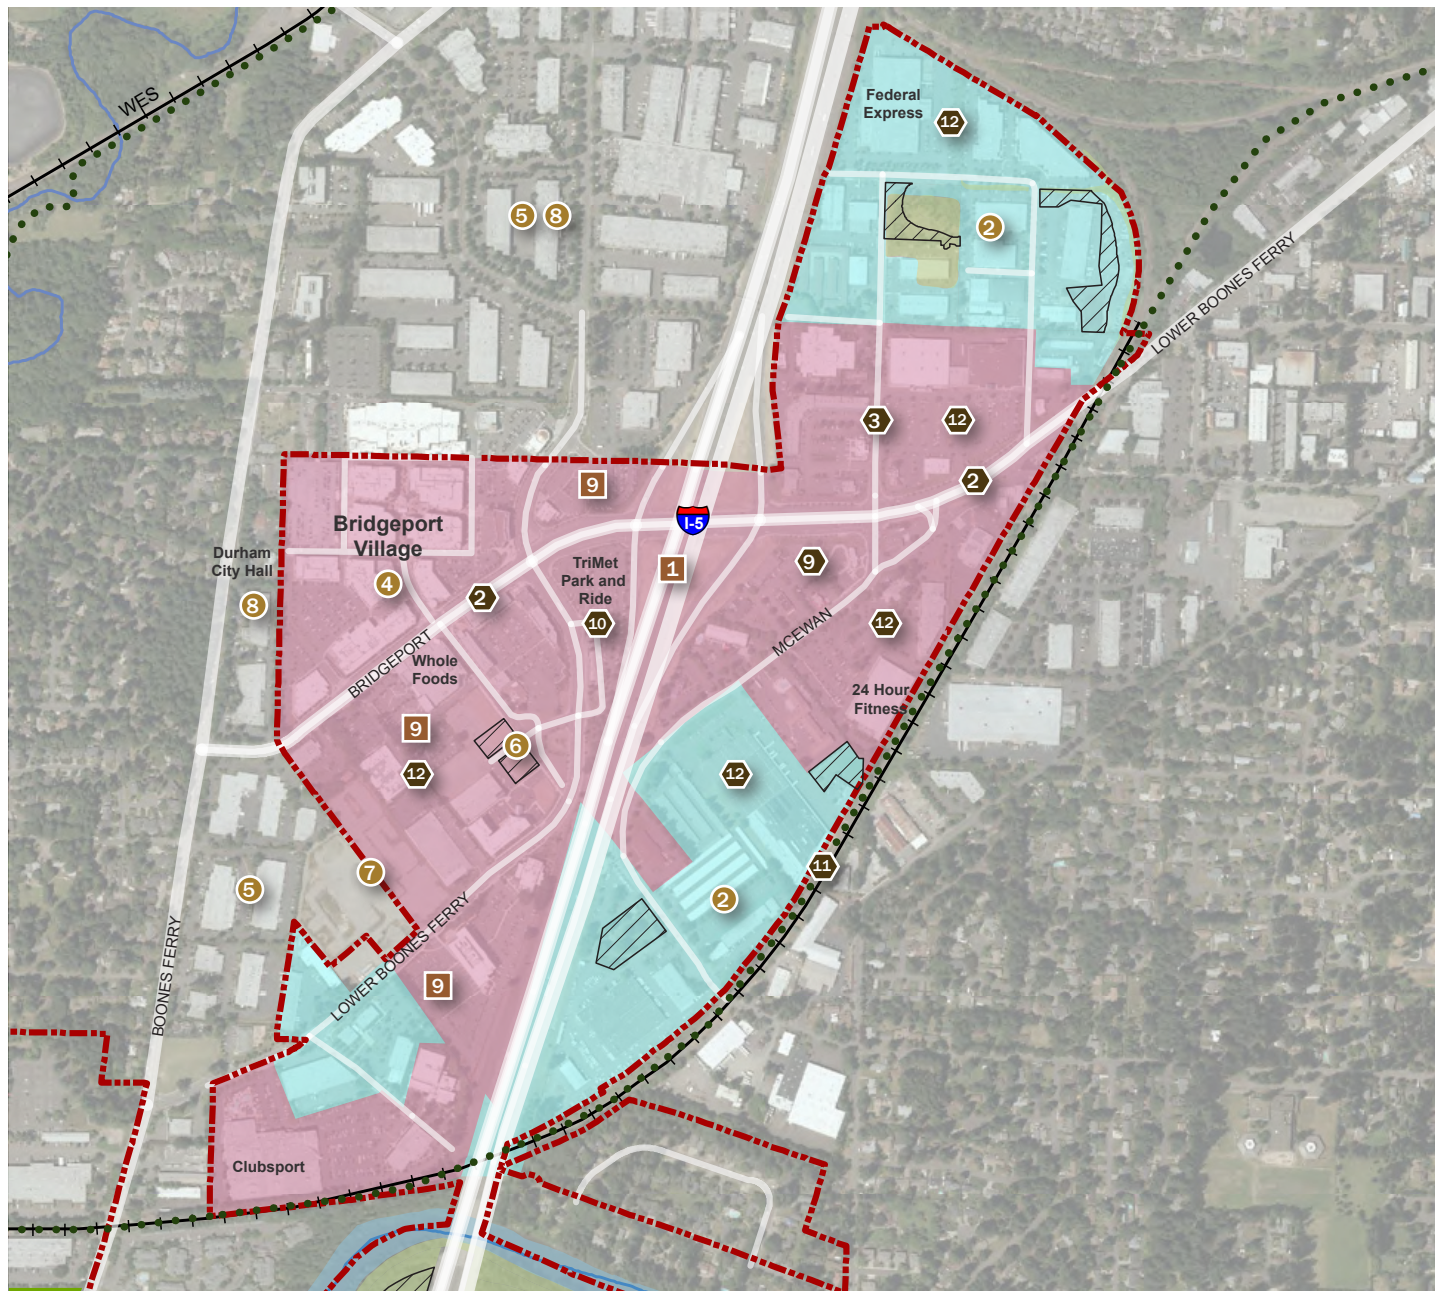 WES
Federal
Express
12
5
8
2
LOWER BOONES FERRY
3
12
9
2
Bridgeport
Village
I-5
Durham
City Hall
TriMet
Park and
Ride
1
9
4
2
8
10
12
MCEWAN
BRIDGEPORT
Whole
Foods
24 Hour
Fitness
9
6
12
12
11
7
5
2
LOWER BOONES FERRY
BOONES FERRY
9
Clubsport